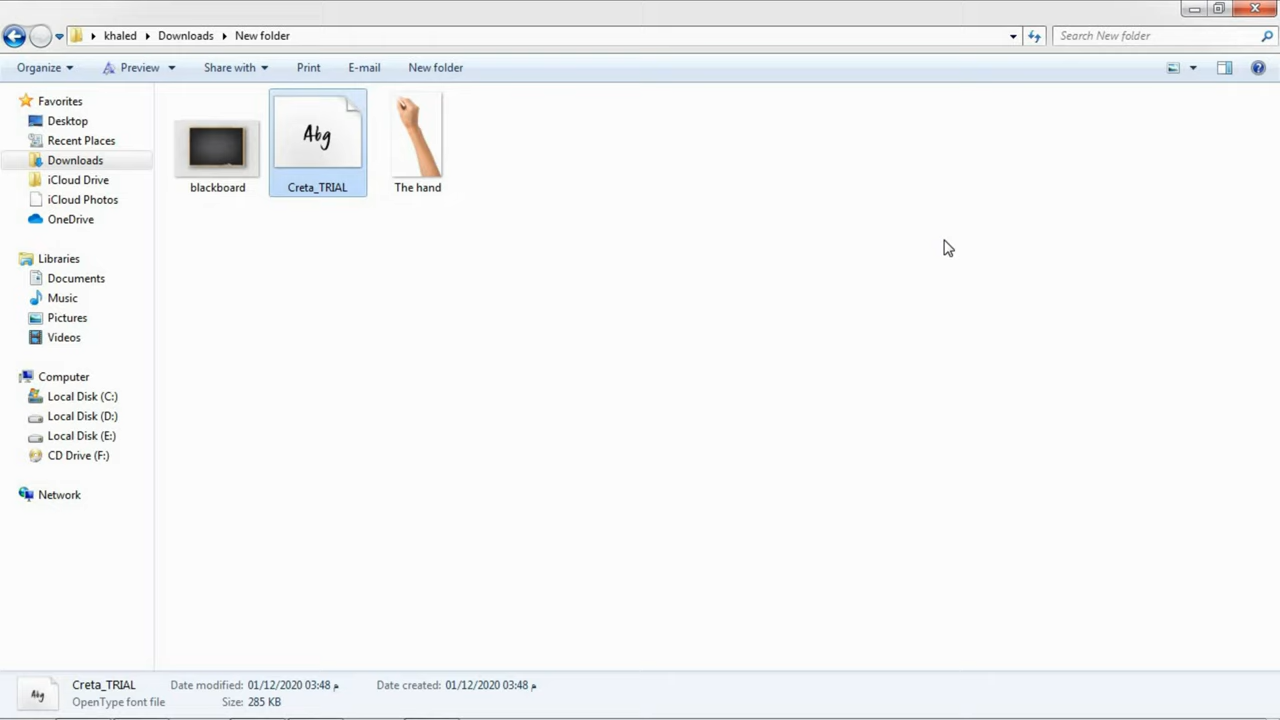 khaled Downloads New folder
Search New folder
Organize Preview Share with Print E-mail New folder
Favorites
Desktop
Recent Places
Downloads
iCloud Drive
iCloud Photos
OneDrive
Libraries
Documents
Music
Pictures
Videos
Computer
Local Disk (C:)
Local Disk (D:)
Local Disk (E:)
CD Drive (F:)
Network
Abg
blackboard
Creta_TRIAL
The hand
Abg
Creta_TRIAL Date modified: 01/12/2020 03:48 م Date created: 01/12/2020 03:48 م
OpenType font file Size: 285 KB